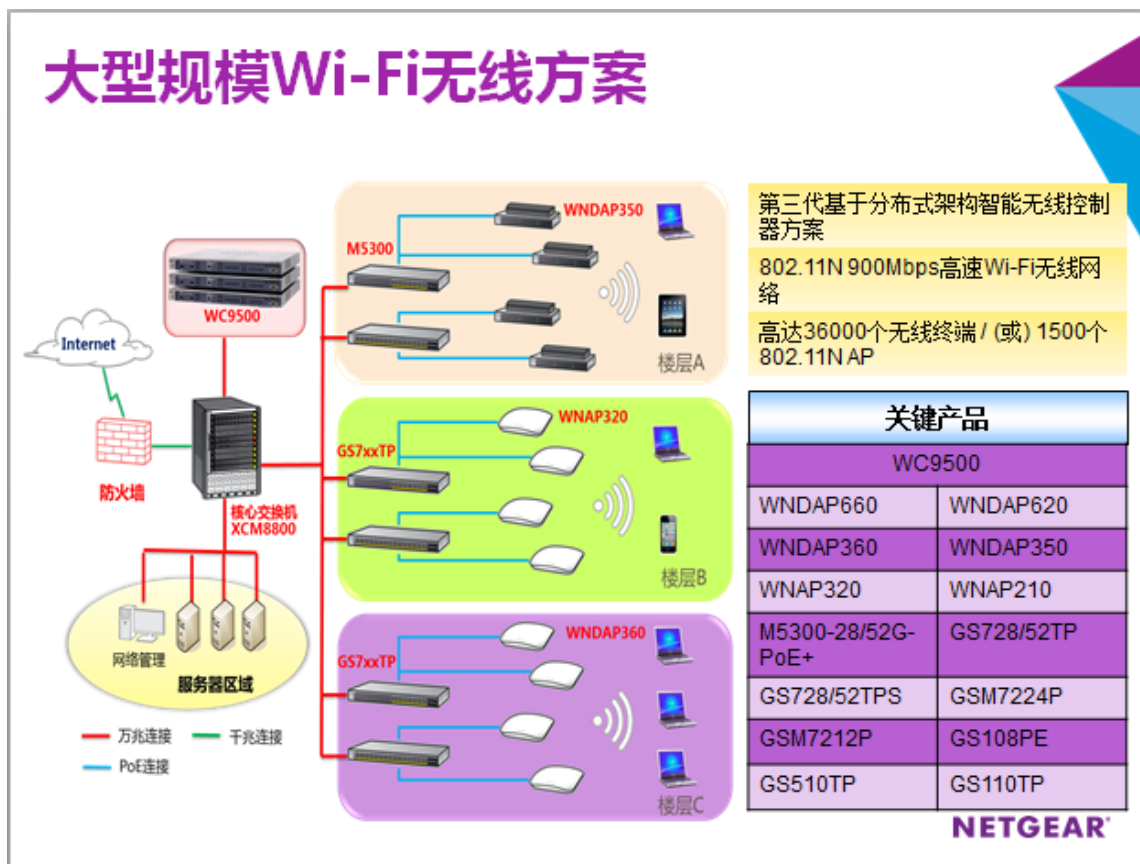 大型规模Wi-Fi无线方案
WC9500
Internet
防火墙
核心交换机
XCM8800
网络管理
服务器区域
万兆连接
千兆连接
PoE连接
M5300
WNDAP350
楼层A
GS7xxTP
WNAP320
楼层B
GS7xxTP
WNDAP360
楼层C
第三代基于分布式架构智能无线控制
器方案
802.11N 900Mbps高速Wi-Fi无线网
络
高达36000个无线终端 / (或) 1500个
802.11N AP
关键产品
WC9500
WNDAP660 WNDAP620
WNDAP360 WNDAP350
WNAP320 WNAP210
M5300-28/52G- GS728/52TP
PoE+
GS728/52TPS GSM7224P
GSM7212P GS108PE
GS510TP GS110TP
NETGEAR